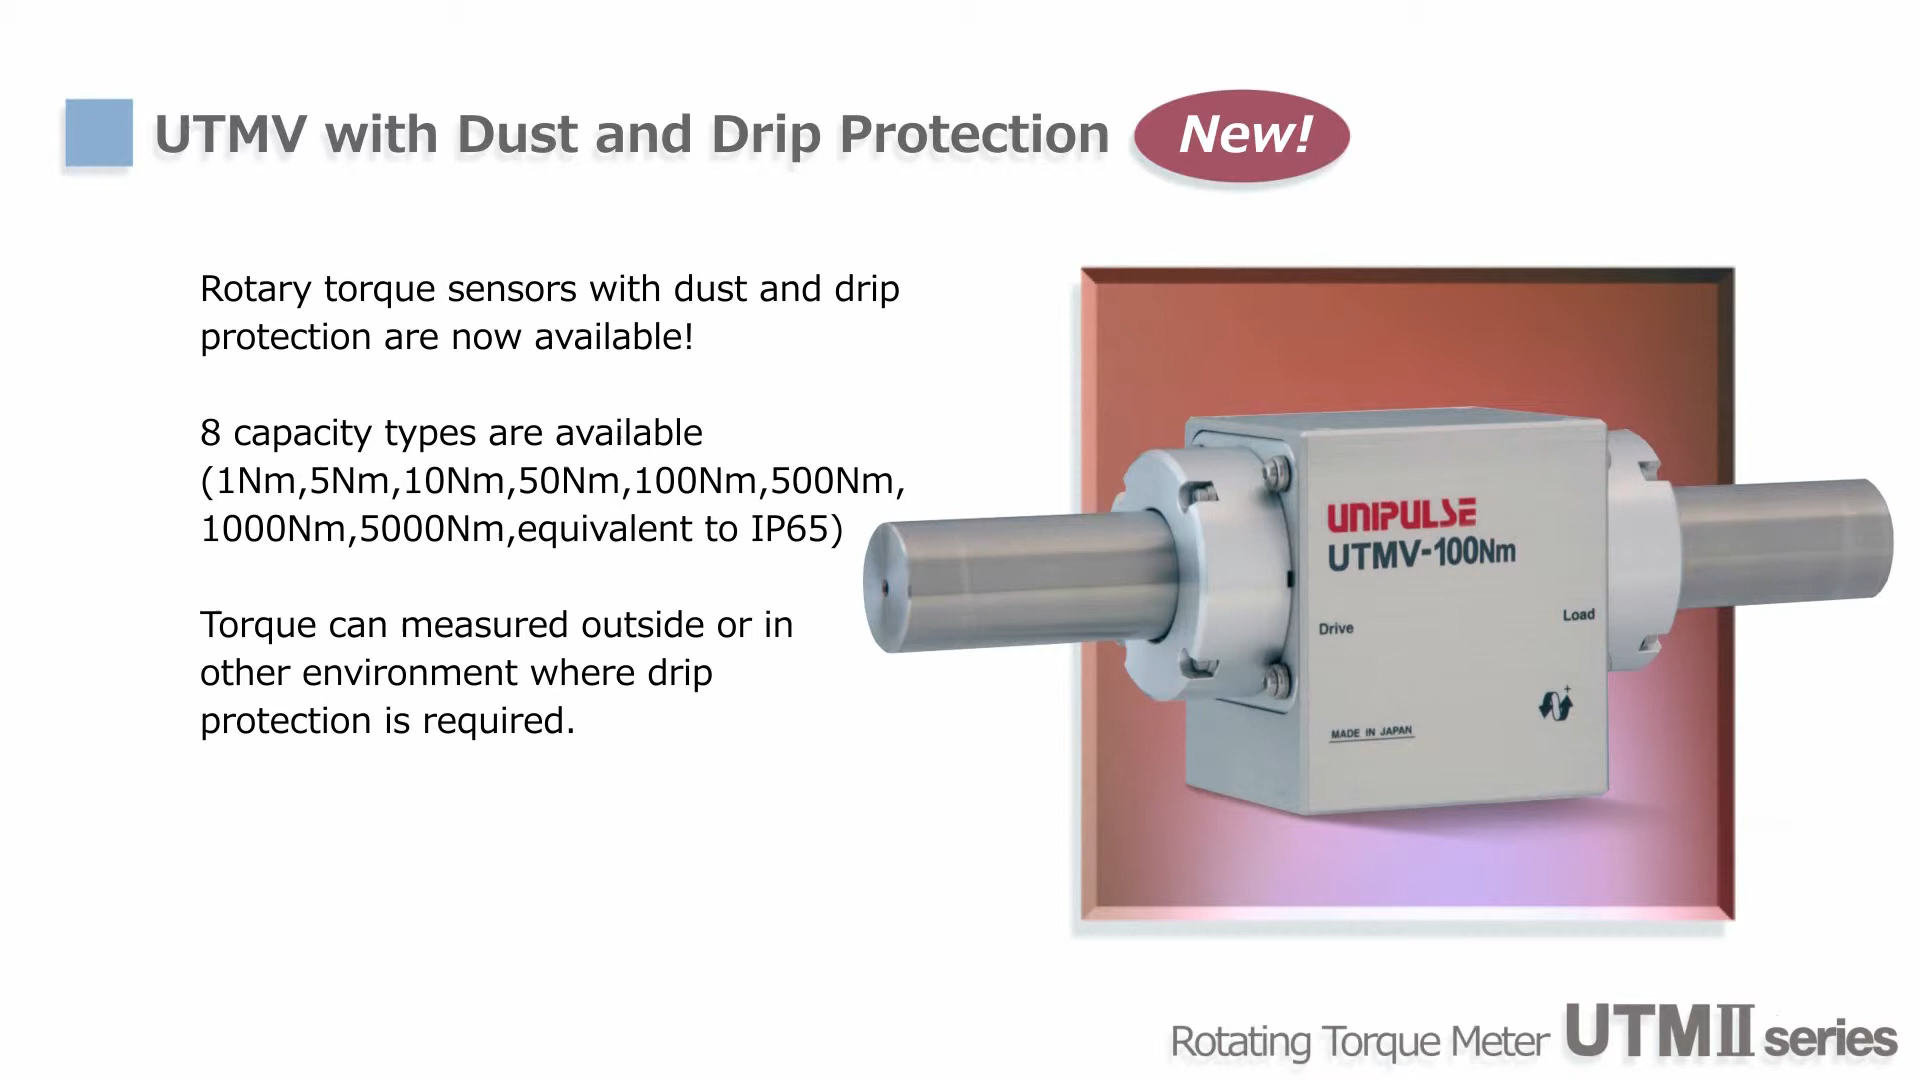 UTMV with Dust and Drip Protection New!
Rotary torque sensors with dust and drip
protection are now available!
8 capacity types are available
(1Nm,5Nm,10Nm,50Nm,100Nm,500Nm,
1000Nm,5000Nm,equivalent to IP65)
Torque can measured outside or in
other environment where drip
protection is required.
UNIPULSE
UTMV-100Nm
Drive
Load
+
MADE IN JAPAN
Rotating Torque Meter UTMⅡ series